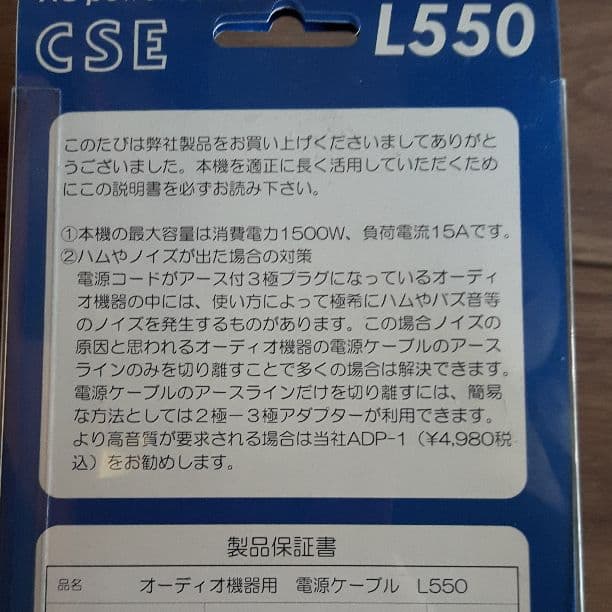 CSE L550
このたびは弊社製品をお買い上げくださいましてありがと
うございました。本機を適正に長く活用していただくため
にこの説明書を必ずお読み下さい。
①本機の最大容量は消費電力1500W、負荷電流15Aです。
②ハムやノイズが出た場合の対策
電源コードがアース付3極プラグになっているオーディ
オ機器の中には、使い方によって極希にハムやバズ音等
のノイズを発生するものがあります。この場合ノイズの
原因と思われるオーディオ機器の電源ケーブルのアース
ラインのみを切り離すことで多くの場合は解決できます。
電源ケーブルのアースラインだけを切り離すには、簡易
な方法としては2極－3極アダプターが利用できます。
より高音質が要求される場合は当社ADP-1（¥4,980税
込）をお勧めします。
製品保証書
品名 オーディオ機器用 電源ケーブル L550